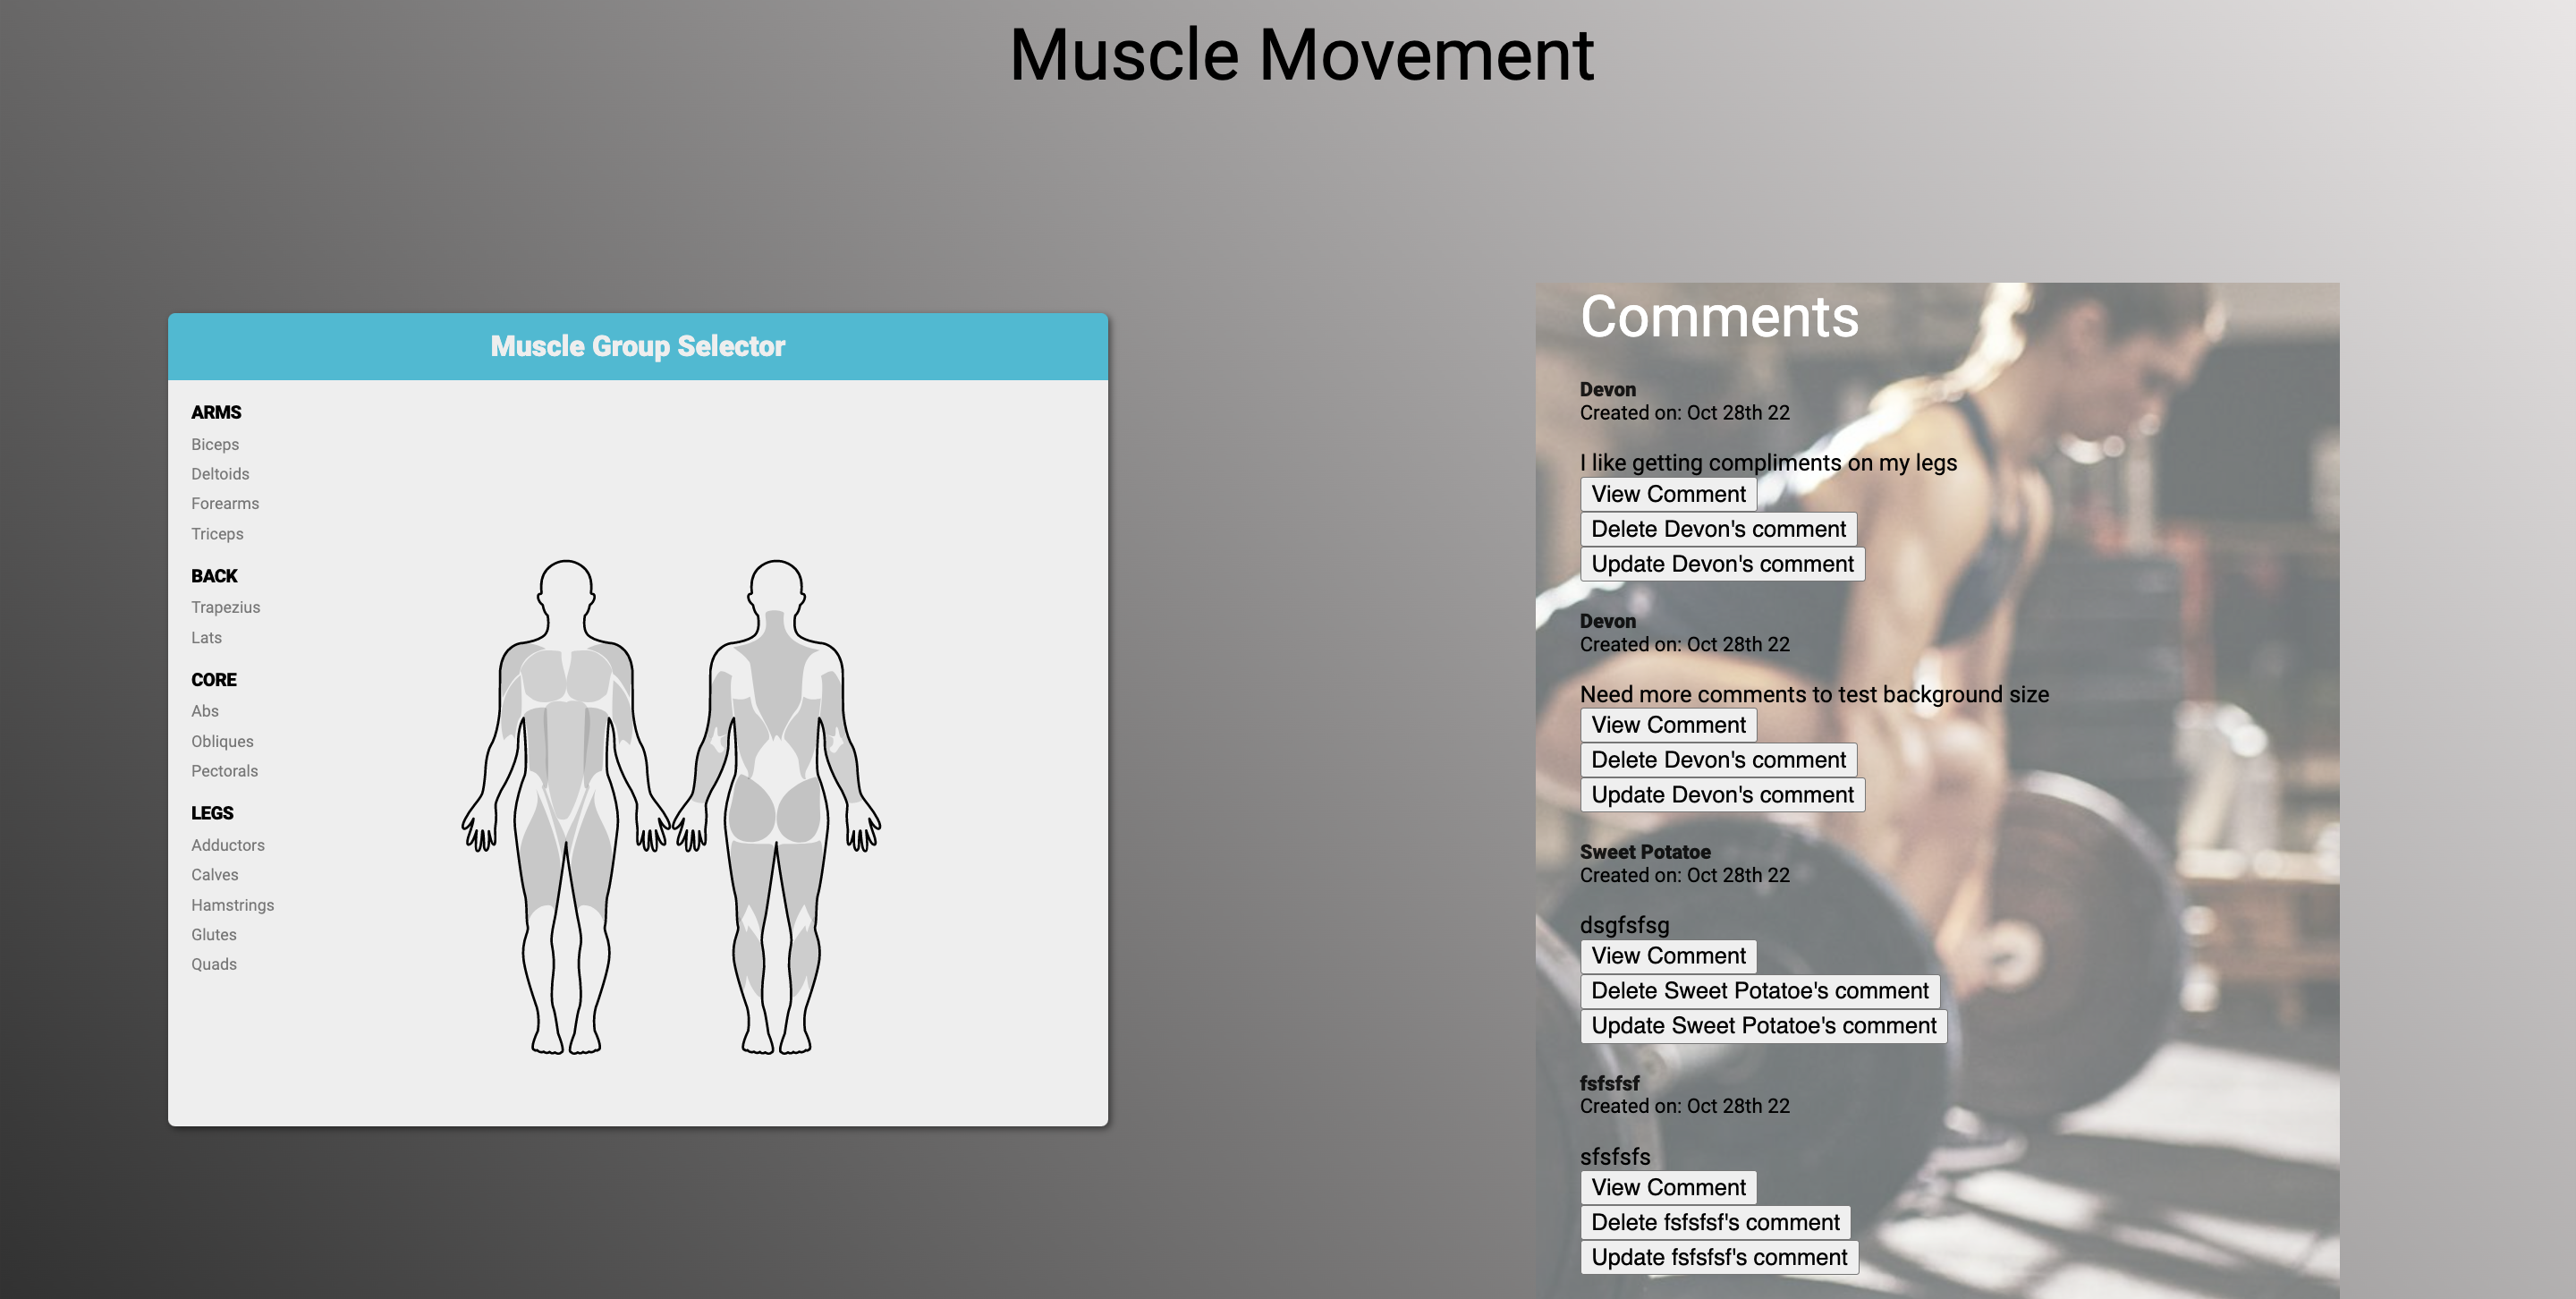 Muscle Movement
Muscle Group Selector
ARMS
Biceps
Deltoids
Forearms
Triceps
BACK
Trapezius
Lats
CORE
Abs
Obliques
Pectorals
LEGS
Adductors
Calves
Hamstrings
Glutes
Quads
Comments
Devon
Created on: Oct 28th 22
I like getting compliments on my legs
View Comment
Delete Devon's comment
Update Devon's comment
Devon
Created on: Oct 28th 22
Need more comments to test background size
View Comment
Delete Devon's comment
Update Devon's comment
Sweet Potatoe
Created on: Oct 28th 22
dsgfsfsg
View Comment
Delete Sweet Potatoe's comment
Update Sweet Potatoe's comment
fsfsfsf
Created on: Oct 28th 22
sfsfsfs
View Comment
Delete fsfsfsf's comment
Update fsfsfsf's comment